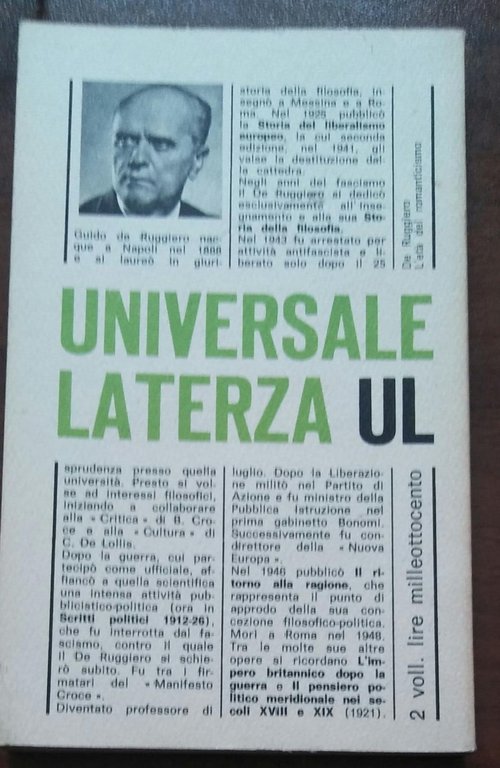 UNIVERSALE
LATERZA UL
Guido de Ruggiero nac-
que a Napoli nel 1888
e si laureò in giuri-
sprudenza presso quella
università. Presto si vol-
se ad interessi filosofici,
iniziando a collaborare
alla « Critica » di B. Cro-
ce e alla « Cultura » di
C. De Lollis.
Dopo la guerra, cui par-
tecipò come ufficiale, af-
fiancò a quella scientifica
una intensa attività pub-
blicistico-politica (ora in
Scritti politici 1912-26),
che fu interrotta dal fa-
scismo, contro il quale
il De Ruggiero si schie-
rò subito. Fu tra i fir-
matari del « Manifesto
Croce ».
Diventato professore di
storia della filosofia, in-
segnò a Messina e a Ro-
ma. Nel 1925 pubblicò
la Storia del liberalismo
europeo, la cui seconda
edizione, nel 1941, gli
valse la destituzione dal-
la cattedra.
Negli anni del fascismo
il De Ruggiero si dedicò
esclusivamente all'inse-
gnamento e alla sua Sto-
ria della filosofia.
Nel 1943 fu arrestato per
attività antifascista e li-
berato solo dopo il 25
luglio. Dopo la Liberazio-
ne militò nel Partito di
Azione e fu ministro della
Pubblica Istruzione nel
primo gabinetto Bonomi.
Successivamente fu con-
direttore della « Nuova
Europa ».
Nel 1946 pubblicò Il ri-
torno alla ragione, che
rappresenta il punto di
approdo della sua con-
cezione filosofico-politica.
Morì a Roma nel 1948.
Tra le molte sue altre
opere si ricordano L'im-
pero britannico dopo la
guerra e Il pensiero po-
litico meridionale nei se-
coli XVIII e XIX (1921).
De Ruggiero
L'età del romanticismo
2 voll. lire milleottocento